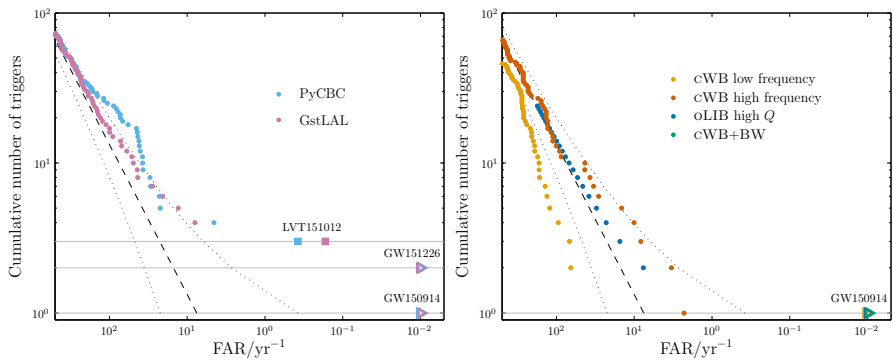 10²
10¹
10⁰
Cumulative number of triggers
PyCBC
GstLAL
LVT151012
GW151226
GW150914
10² 10¹ 10⁰ 10⁻¹ 10⁻²
FAR/yr⁻¹
10²
10¹
10⁰
Cumulative number of triggers
cWB low frequency
cWB high frequency
oLIB high Q
cWB+BW
GW150914
10² 10¹ 10⁰ 10⁻¹ 10⁻²
FAR/yr⁻¹